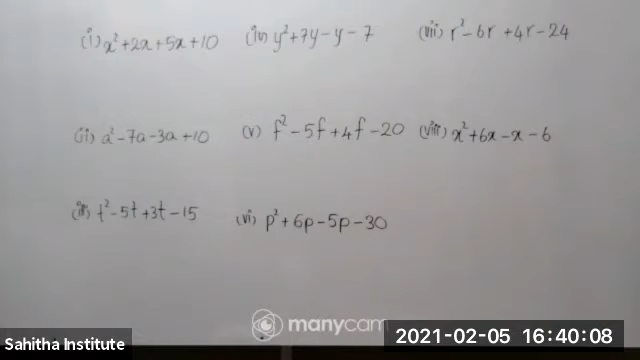 (i) x²+2x+5x+10 (iv) y²+7y-y-7 (vii) r²-6r+4r-24
(ii) a²-7a-3a+10 (v) f²-5f+4f-20 (viii) x²+6x-x-6
(iii) t²-5t+3t-15 (vi) p²+6p-5p-30
manycam
Sahitha Institute
2021-02-05 16:40:08